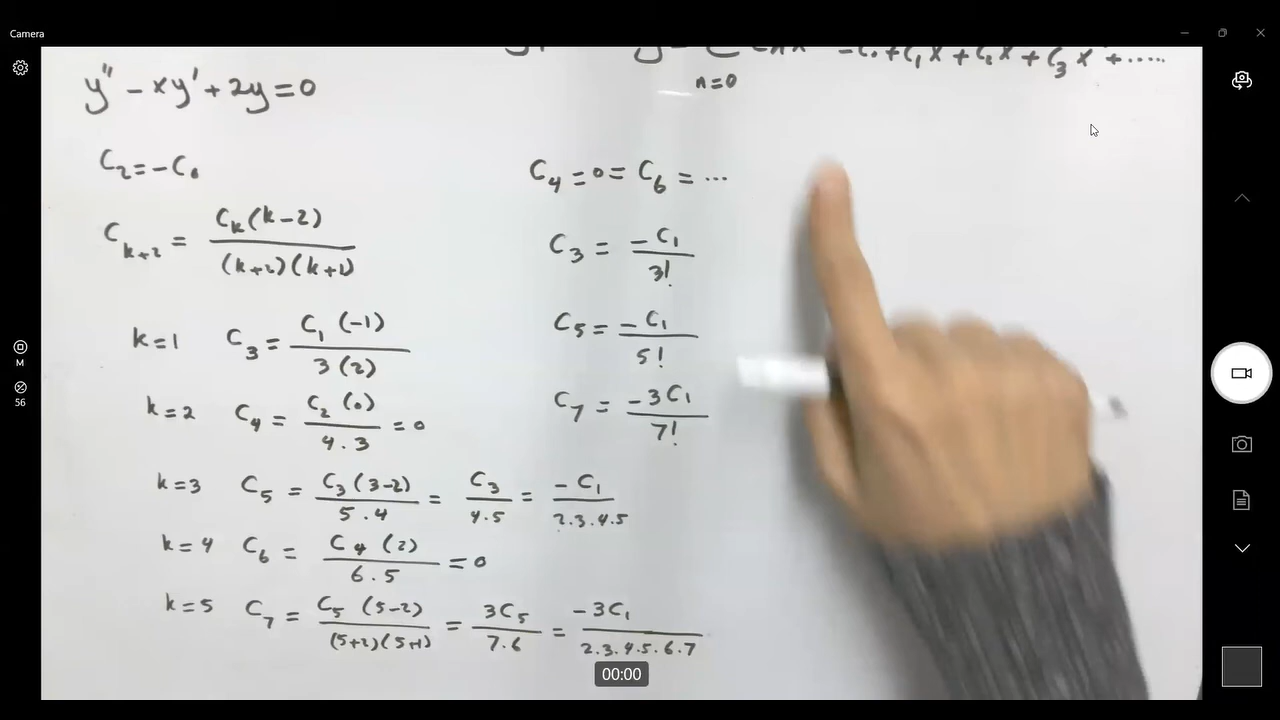 Camera
y'' - xy' + 2y = 0
n=0
+ C₁x + C₂x + C₃x + .....
C₂ = -C₀
C₄ = 0 = C₆ = ...
C_{k+2} = C_k(k-2) / (k+2)(k+1)
C₃ = -C₁ / 3!
k=1 C₃ = C₁(-1) / 3(2)
C₅ = -C₁ / 5!
k=2 C₄ = C₂(0) / 4.3 = 0
C₇ = -3C₁ / 7!
k=3 C₅ = C₃(3-2) / 5.4 = C₃ / 4.5 = -C₁ / 2.3.4.5
k=4 C₆ = C₄(2) / 6.5 = 0
k=5 C₇ = C₅(5-2) / (5+2)(5+1) = 3C₅ / 7.6 = -3C₁ / 2.3.4.5.6.7
M
56
00:00